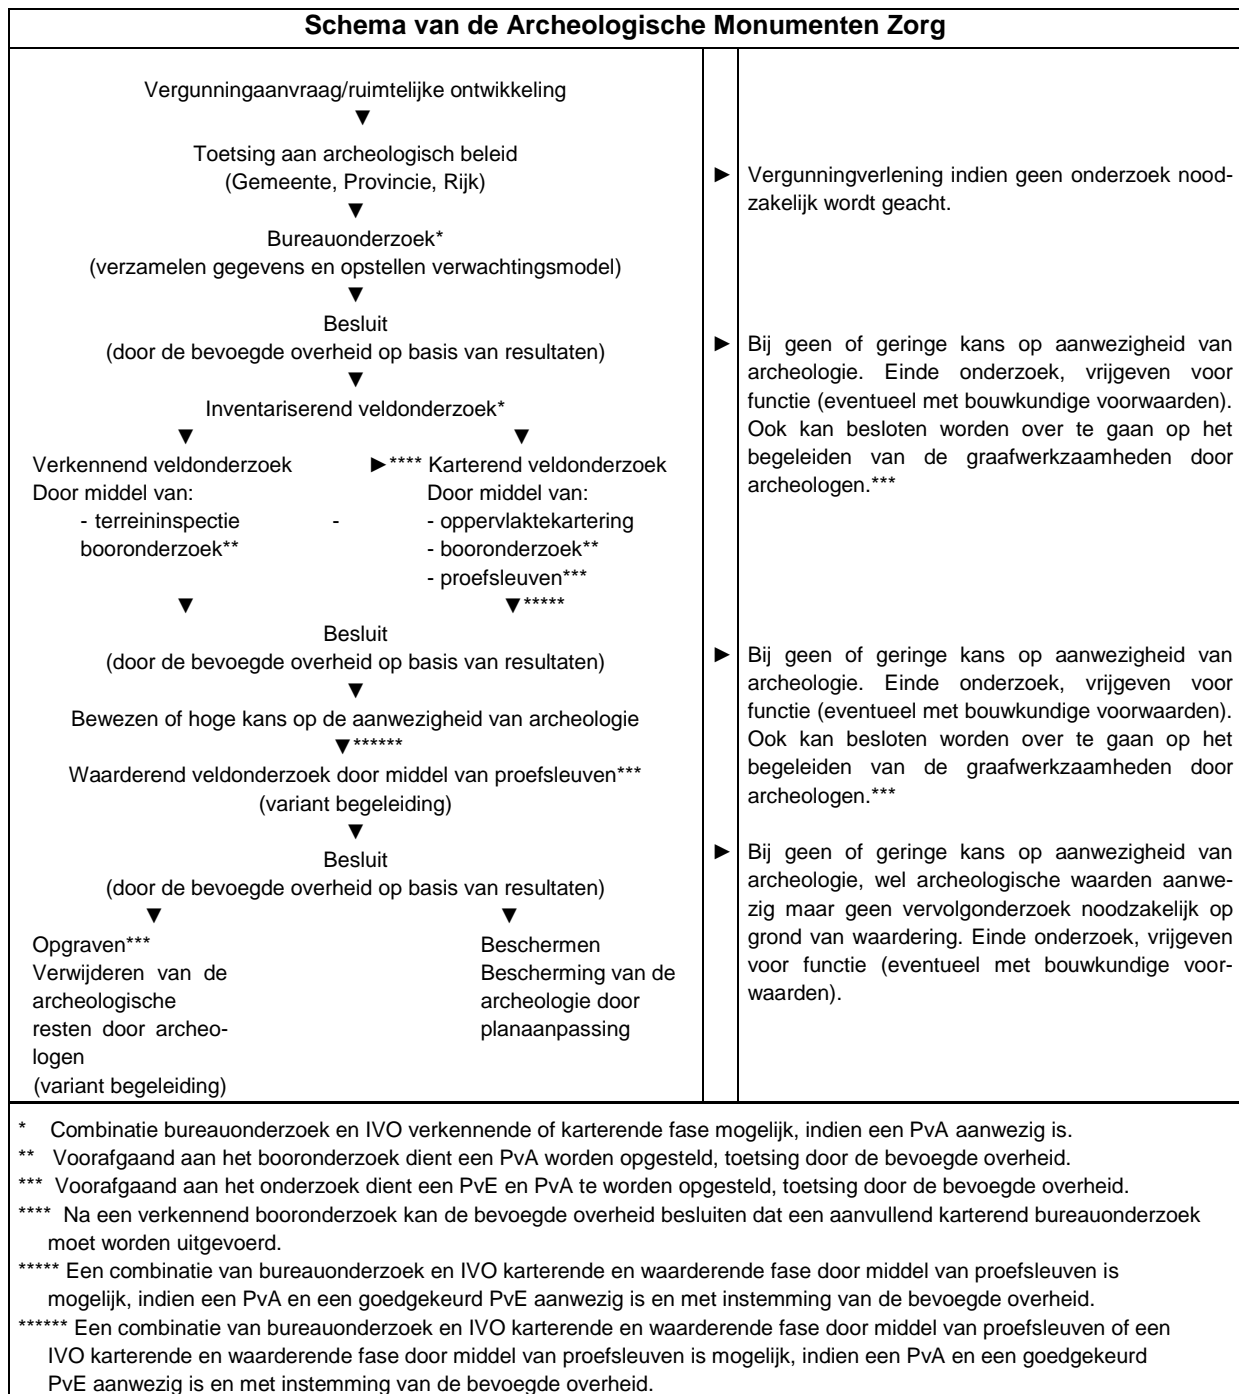 Schema van de Archeologische Monumenten Zorg
Vergunningaanvraag/ruimtelijke ontwikkeling
▼
Toetsing aan archeologisch beleid
(Gemeente, Provincie, Rijk)
▼
► Vergunningverlening indien geen onderzoek nood-
zakelijk wordt geacht.
Bureauonderzoek*
(verzamelen gegevens en opstellen verwachtingsmodel)
▼
Besluit
(door de bevoegde overheid op basis van resultaten)
▼
► Bij geen of geringe kans op aanwezigheid van
archeologie. Einde onderzoek, vrijgeven voor
functie (eventueel met bouwkundige voorwaarden).
Ook kan besloten worden over te gaan op het
begeleiden van de graafwerkzaamheden door
archeologen.***
Inventariserend veldonderzoek*
▼ ▼
Verkennend veldonderzoek ►**** Karterend veldonderzoek
Door middel van: Door middel van:
- terreininspectie - - oppervlaktekartering
booronderzoek** - booronderzoek**
- proefsleuven***
▼ ▼*****
Besluit
(door de bevoegde overheid op basis van resultaten)
▼
► Bij geen of geringe kans op aanwezigheid van
archeologie. Einde onderzoek, vrijgeven voor
functie (eventueel met bouwkundige voorwaarden).
Ook kan besloten worden over te gaan op het
begeleiden van de graafwerkzaamheden door
archeologen.***
Bewezen of hoge kans op de aanwezigheid van archeologie
▼******
Waarderend veldonderzoek door middel van proefsleuven***
(variant begeleiding)
▼
Besluit
(door de bevoegde overheid op basis van resultaten)
▼ ▼
► Bij geen of geringe kans op aanwezigheid van
archeologie, wel archeologische waarden aanwe-
zig maar geen vervolgonderzoek noodzakelijk op
grond van waardering. Einde onderzoek, vrijgeven
voor functie (eventueel met bouwkundige voor-
waarden).
Opgraven***
Verwijderen van de
archeologische
resten door archeo-
logen
(variant begeleiding)
Beschermen
Bescherming van de
archeologie door
planaanpassing
* Combinatie bureauonderzoek en IVO verkennende of karterende fase mogelijk, indien een PvA aanwezig is.
** Voorafgaand aan het booronderzoek dient een PvA worden opgesteld, toetsing door de bevoegde overheid.
*** Voorafgaand aan het onderzoek dient een PvE en PvA te worden opgesteld, toetsing door de bevoegde overheid.
**** Na een verkennend booronderzoek kan de bevoegde overheid besluiten dat een aanvullend karterend bureauonderzoek
moet worden uitgevoerd.
***** Een combinatie van bureauonderzoek en IVO karterende en waarderende fase door middel van proefsleuven is
mogelijk, indien een PvA en een goedgekeurd PvE aanwezig is en met instemming van de bevoegde overheid.
****** Een combinatie van bureauonderzoek en IVO karterende en waarderende fase door middel van proefsleuven of een
IVO karterende en waarderende fase door middel van proefsleuven is mogelijk, indien een PvA en een goedgekeurd
PvE aanwezig is en met instemming van de bevoegde overheid.